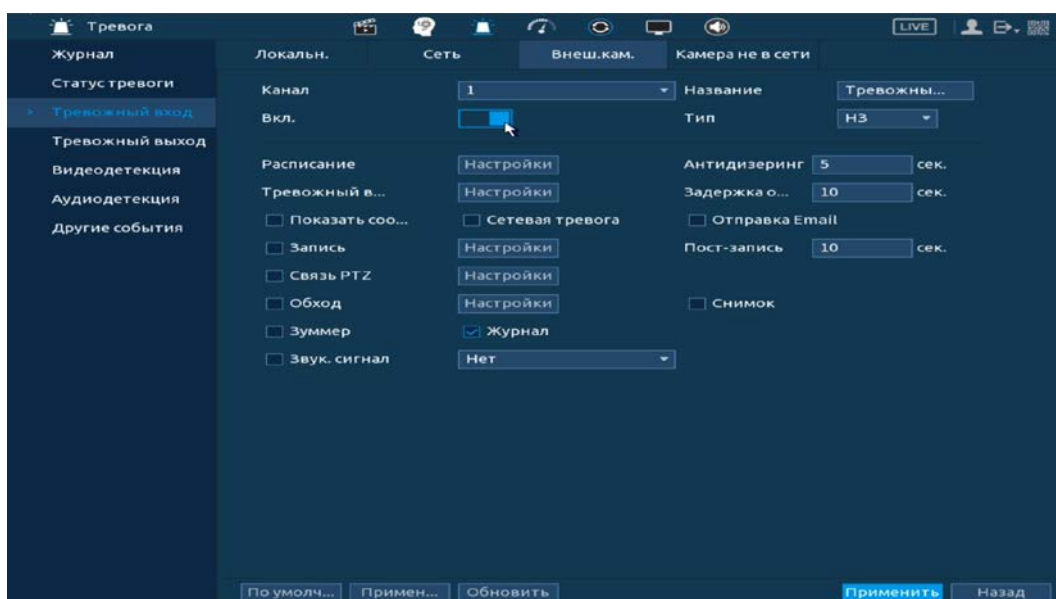 Тревога LIVE
Журнал
Статус тревоги
Тревожный вход
Тревожный выход
Видеодетекция
Аудиодетекция
Другие события
Локальн. Сеть Внеш.кам. Камера не в сети
Канал 1 Название Тревожны...
Вкл. Тип НЗ
Расписание Настройки Антидизеринг 5 сек.
Тревожный в... Настройки Задержка о... 10 сек.
Показать соо... Сетевая тревога Отправка Email
Запись Настройки Пост-запись 10 сек.
Связь PTZ Настройки
Обход Настройки Снимок
Зуммер Журнал
Звук. сигнал Нет
По умолч... Примен... Обновить Применить Назад